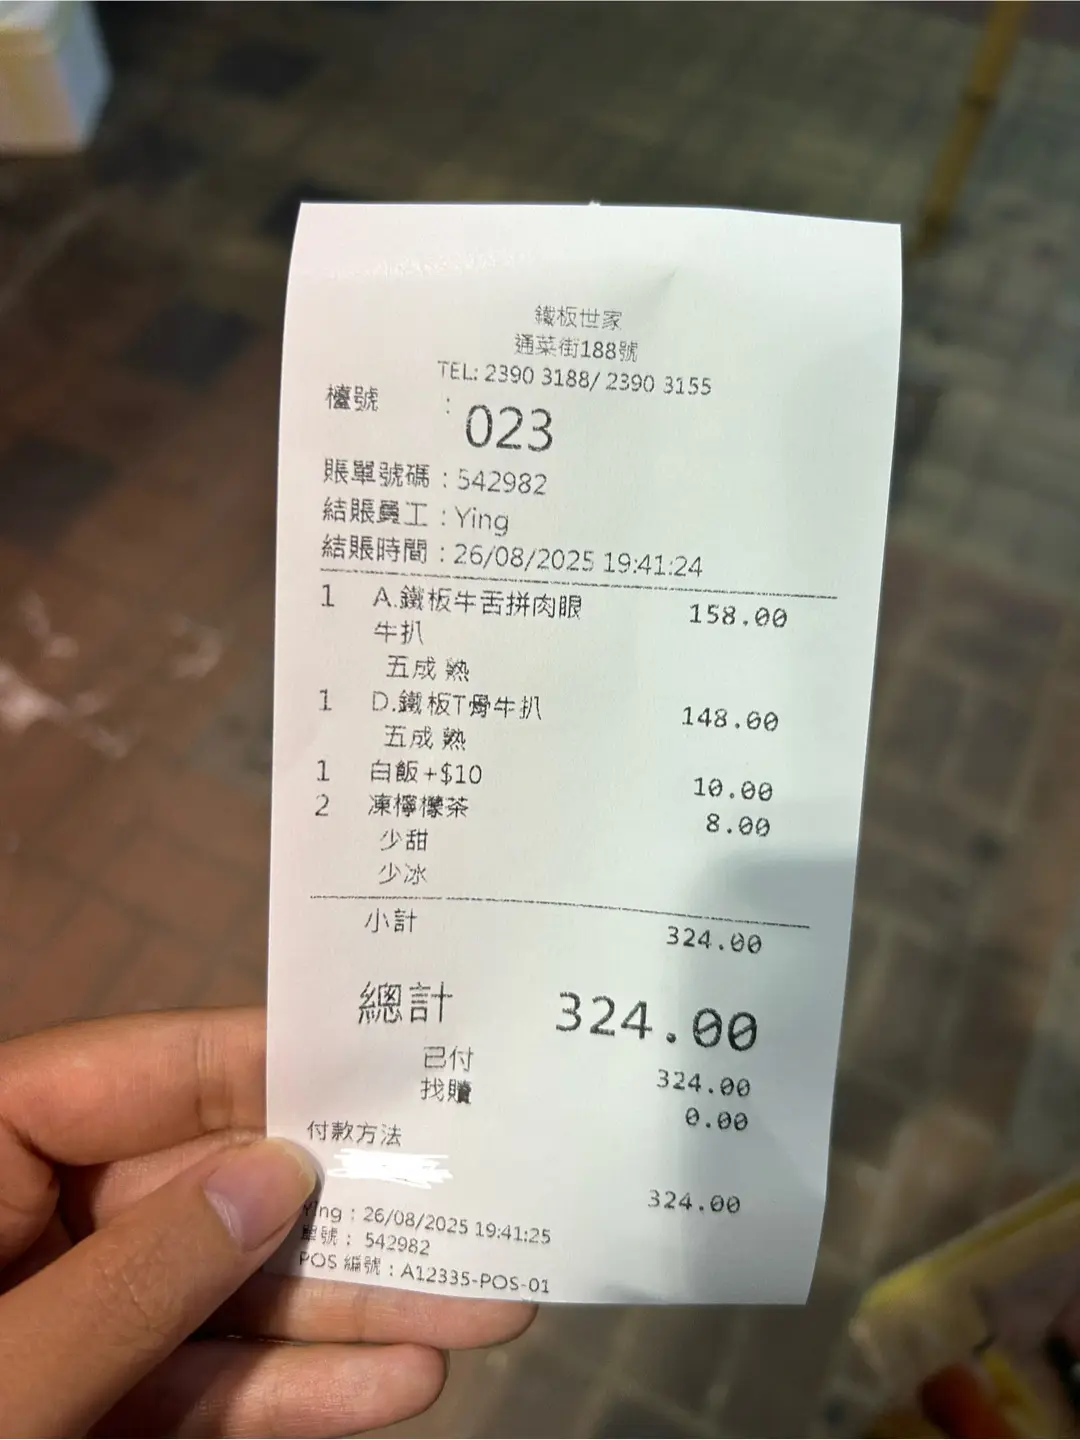 鐵板世家
通菜街188號
TEL: 2390 3188/ 2390 3155
檯號 : 023
賬單號碼 : 542982
結賬員工 : Ying
結賬時間 : 26/08/2025 19:41:24
1 A.鐵板牛舌拼肉眼 158.00
牛扒
五成熟
1 D.鐵板T骨牛扒 148.00
五成熟
1 白飯+$10 10.00
2 凍檸檬茶 8.00
少甜
少冰
小計 324.00
總計 324.00
已付 324.00
找贖 0.00
付款方法
324.00
Ying : 26/08/2025 19:41:25
單號 : 542982
POS 編號 : A12335-POS-01